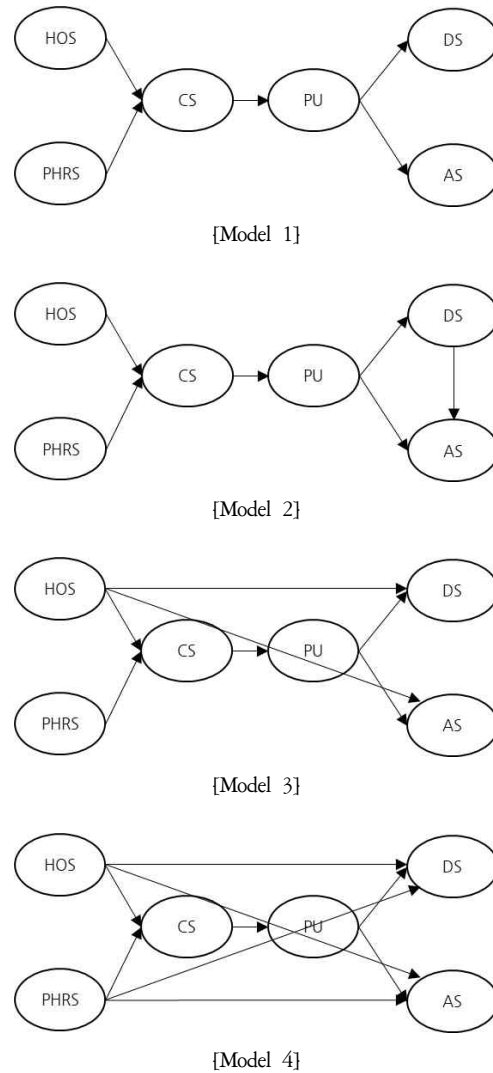 HOS
DS
CS
PU
PHRS
AS
{Model 1}
HOS
DS
CS
PU
PHRS
AS
{Model 2}
HOS
DS
CS
PU
PHRS
AS
{Model 3}
HOS
DS
CS
PU
PHRS
AS
{Model 4}